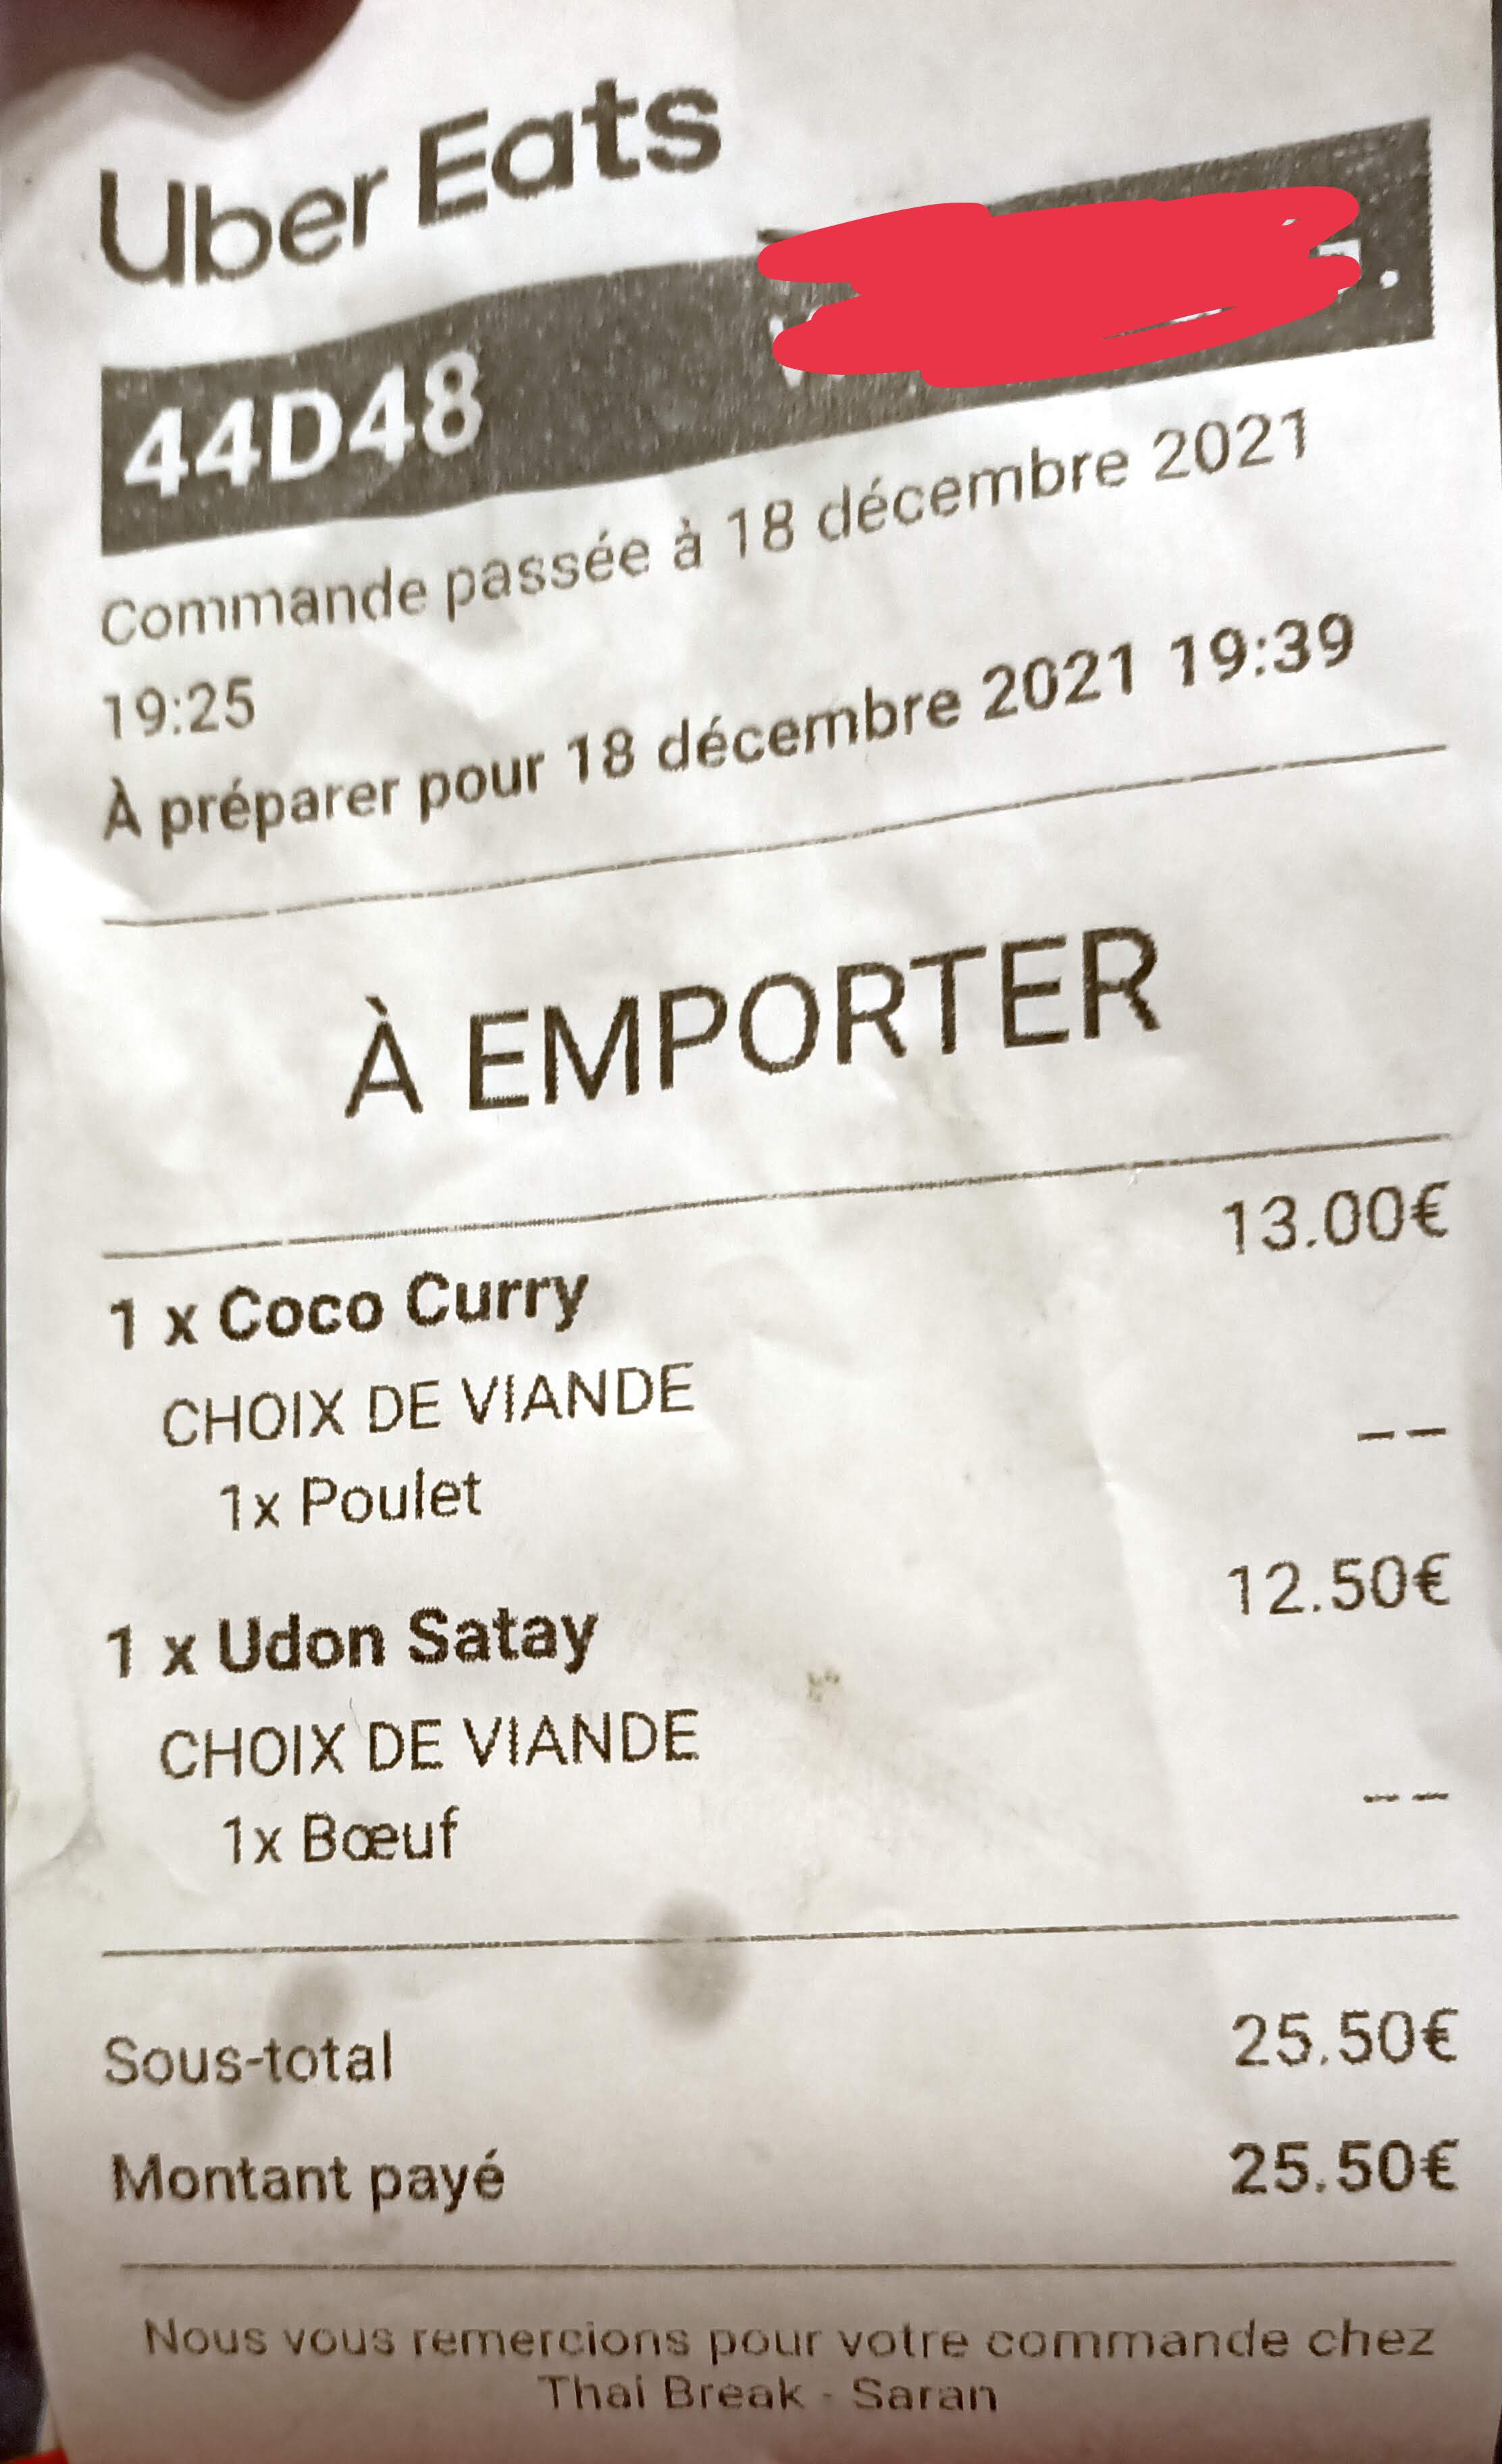 Uber Eats
44D48
Commande passée à 18 décembre 2021
19:25
À préparer pour 18 décembre 2021 19:39
À EMPORTER
1 x Coco Curry 13.00€
CHOIX DE VIANDE
1x Poulet --
1 x Udon Satay 12.50€
CHOIX DE VIANDE
1x Bœuf --
Sous-total 25.50€
Montant payé 25.50€
Nous vous remercions pour votre commande chez
Thai Break - Saran